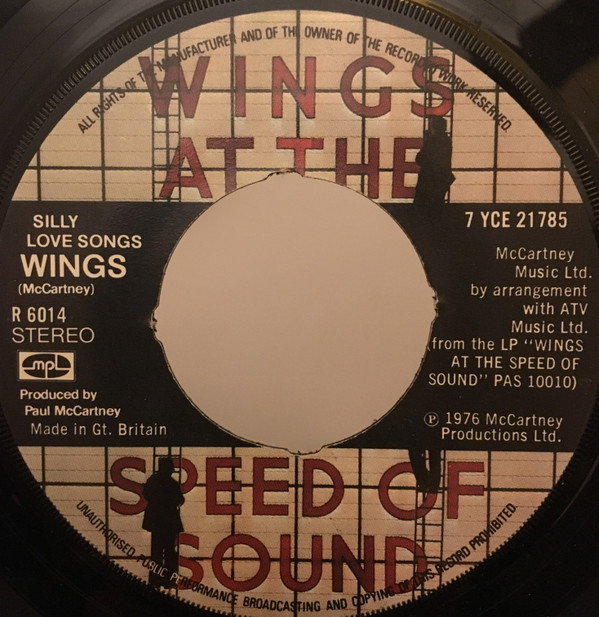 ALL RIGHTS OF THE MANUFACTURER AND OF THE OWNER OF THE RECORDED WORK RESERVED.
WINGS
AT THE
SILLY
LOVE SONGS
WINGS
(McCartney)
R 6014
STEREO
mpl
Produced by
Paul McCartney
Made in Gt. Britain
7 YCE 21785
McCartney
Music Ltd.
by arrangement
with ATV
Music Ltd.
(from the LP "WINGS
AT THE SPEED OF
SOUND" PAS 10010)
℗ 1976 McCartney
Productions Ltd.
SPEED OF
SOUND
UNAUTHORISED PUBLIC PERFORMANCE BROADCASTING AND COPYING OF THIS RECORD PROHIBITED.